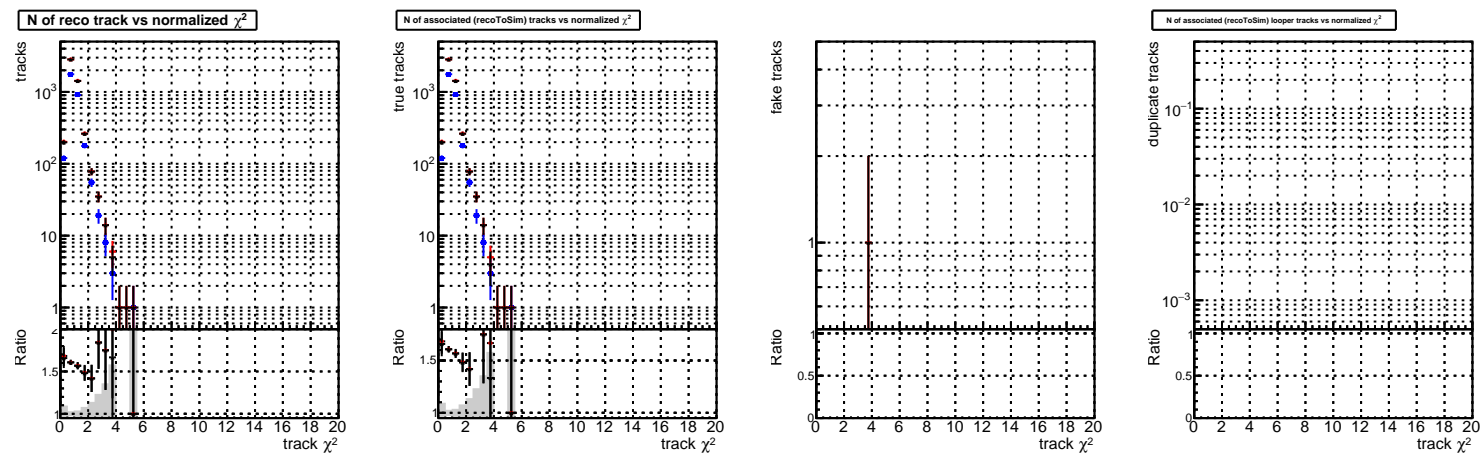 N of reco track vs normalized χ²
tracks
10³
10²
10
1
Ratio
2
1.5
1
0 2 4 6 8 10 12 14 16 18 20
track χ²
N of associated (recoToSim) tracks vs normalized χ²
true tracks
10³
10²
10
1
Ratio
1.5
1
0 2 4 6 8 10 12 14 16 18 20
track χ²
fake tracks
1
Ratio
1
0.5
0
0 2 4 6 8 10 12 14 16 18 20
track χ²
N of associated (recoToSim) looper tracks vs normalized χ²
duplicate tracks
10⁻¹
10⁻²
10⁻³
Ratio
1
0.5
0
0 2 4 6 8 10 12 14 16 18 20
track χ²